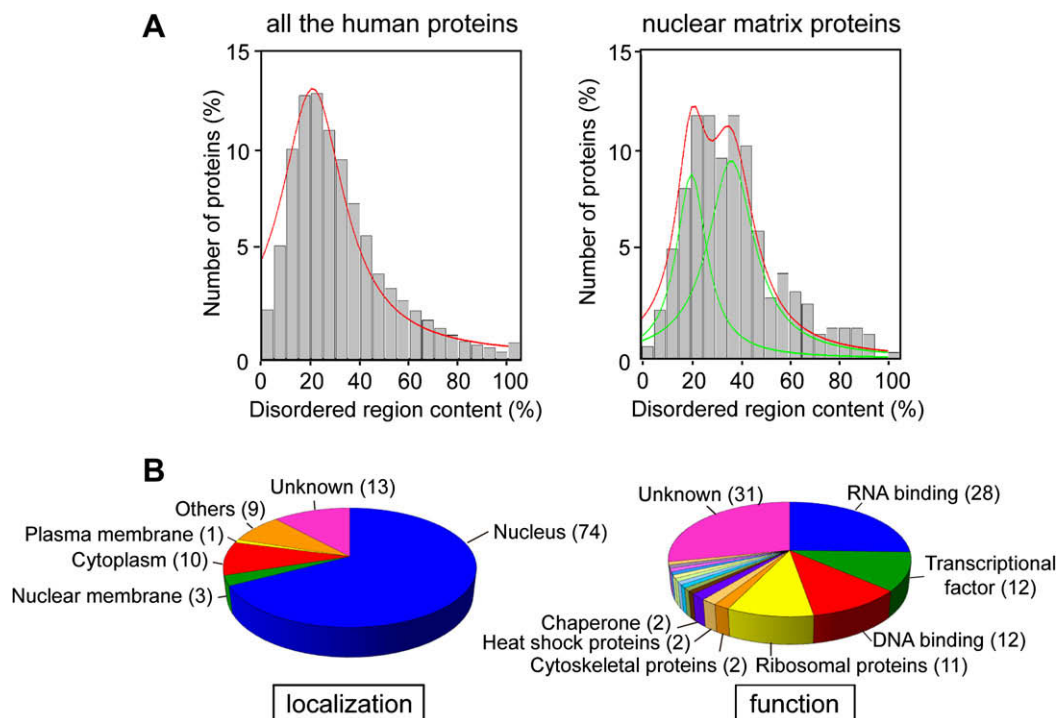 A
all the human proteins
nuclear matrix proteins
15
10
5
0
Number of proteins (%)
0 20 40 60 80 100
Disordered region content (%)
15
10
5
0
Number of proteins (%)
0 20 40 60 80 100
Disordered region content (%)
B
Unknown (13)
Others (9)
Plasma membrane (1)
Cytoplasm (10)
Nuclear membrane (3)
Nucleus (74)
localization
Unknown (31)
RNA binding (28)
Transcriptional
factor (12)
DNA binding (12)
Ribosomal proteins (11)
Chaperone (2)
Heat shock proteins (2)
Cytoskeletal proteins (2)
function